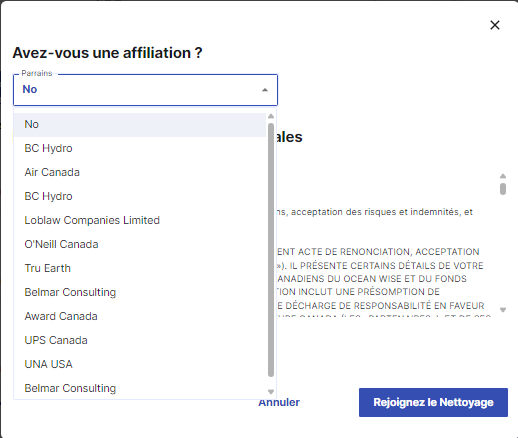 Avez-vous une affiliation ?
Parrains
No
No
BC Hydro
Air Canada
BC Hydro
Loblaw Companies Limited
O'Neill Canada
Tru Earth
Belmar Consulting
Award Canada
UPS Canada
UNA USA
Belmar Consulting
ales
ns, acceptation des risques et indemnités, et
ENT ACTE DE RENONCIATION, ACCEPTATION
»). IL PRÉSENTE CERTAINS DÉTAILS DE VOTRE
CANADIENS DU OCEAN WISE ET DU FONDS
TION INCLUT UNE PRÉSOMPTION DE
E DÉCHARGE DE RESPONSABILITÉ EN FAVEUR
Annuler
Rejoignez le Nettoyage